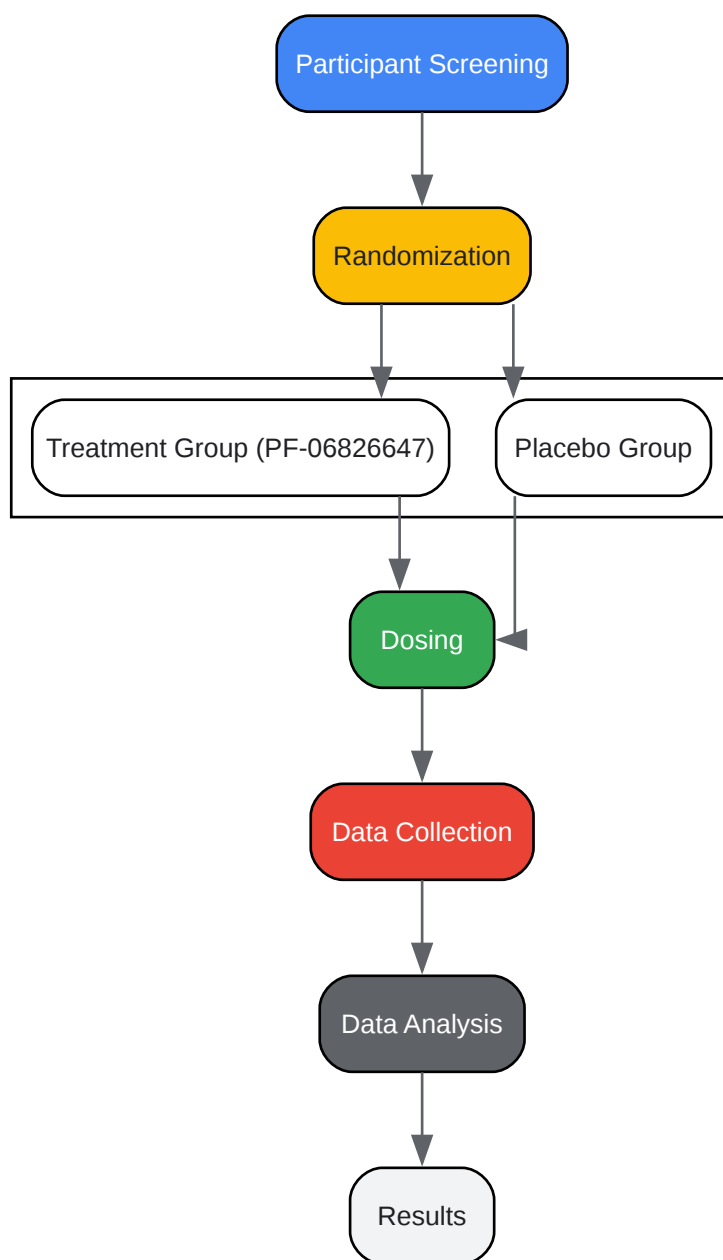 Participant Screening
Randomization
Treatment Group (PF-06826647)
Placebo Group
Dosing
Data Collection
Data Analysis
Results